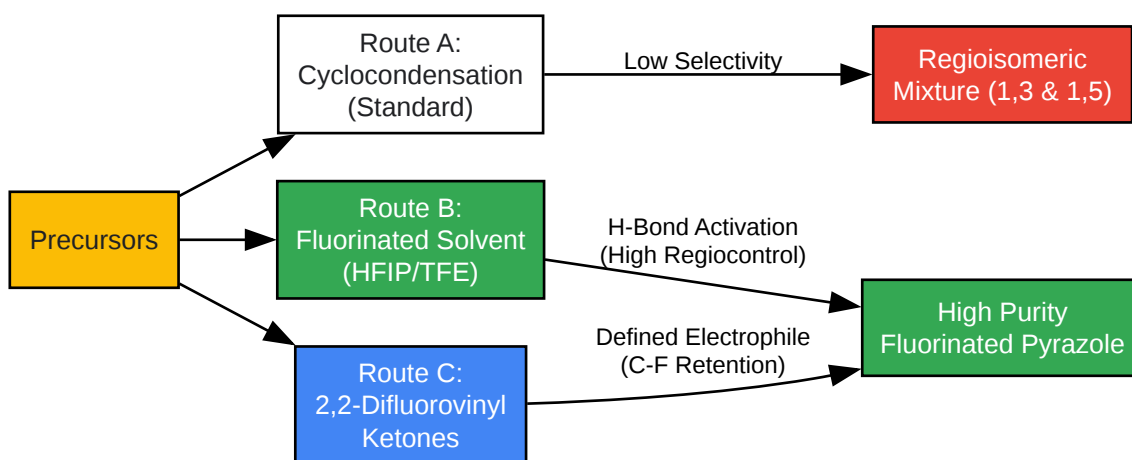 Route A:
Cyclocondensation
(Standard)
Low Selectivity
Regioisomeric
Mixture (1,3 & 1,5)
Precursors
Route B:
Fluorinated Solvent
(HFIP/TFE)
H-Bond Activation
(High Regiocontrol)
High Purity
Fluorinated Pyrazole
Defined Electrophile
(C-F Retention)
Route C:
2,2-Difluorovinyl
Ketones